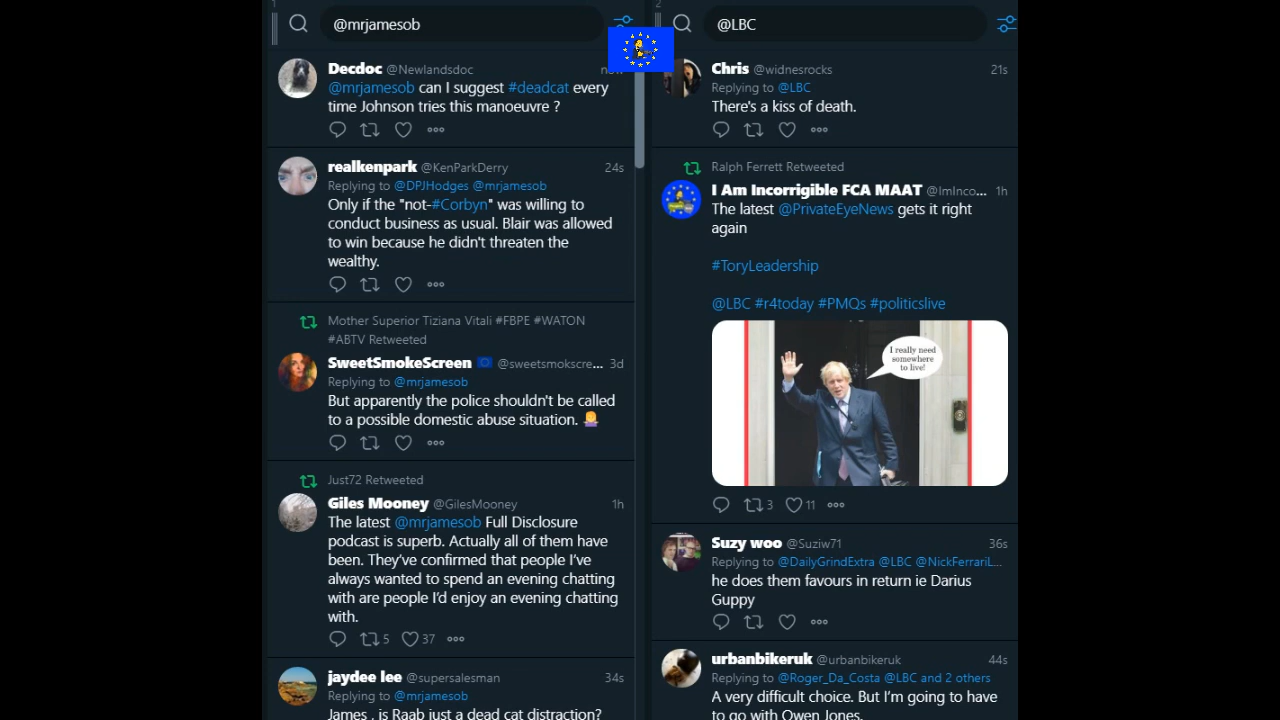 1
@mrjamesob
Decdoc @Newlandsdoc
@mrjamesob can I suggest #deadcat every
time Johnson tries this manoeuvre ?
realkenpark @KenParkDerry 24s
Replying to @DPJHodges @mrjamesob
Only if the "not-#Corbyn" was willing to
conduct business as usual. Blair was allowed
to win because he didn't threaten the
wealthy.
Mother Superior Tiziana Vitali #FBPE #WATON
#ABTV Retweeted
SweetSmokeScreen @sweetsmokscre... 3d
Replying to @mrjamesob
But apparently the police shouldn't be called
to a possible domestic abuse situation.
Just72 Retweeted
Giles Mooney @GilesMooney 1h
The latest @mrjamesob Full Disclosure
podcast is superb. Actually all of them have
been. They've confirmed that people I've
always wanted to spend an evening chatting
with are people I'd enjoy an evening chatting
with.
5 37
jaydee lee @supersalesman 34s
Replying to @mrjamesob
James , is Raab just a dead cat distraction?
2
@LBC
Chris @widnesrocks 21s
Replying to @LBC
There's a kiss of death.
Ralph Ferrett Retweeted
I Am Incorrigible FCA MAAT @ImInco... 1h
The latest @PrivateEyeNews gets it right
again
#ToryLeadership
@LBC #r4today #PMQs #politicslive
I really need
somewhere
to live!
3 11
Suzy woo @Suziw71 36s
Replying to @DailyGrindExtra @LBC @NickFerrariL...
he does them favours in return ie Darius
Guppy
urbanbikeruk @urbanbikeruk 44s
Replying to @Roger_Da_Costa @LBC and 2 others
A very difficult choice. But I'm going to have
to go with Owen Jones.